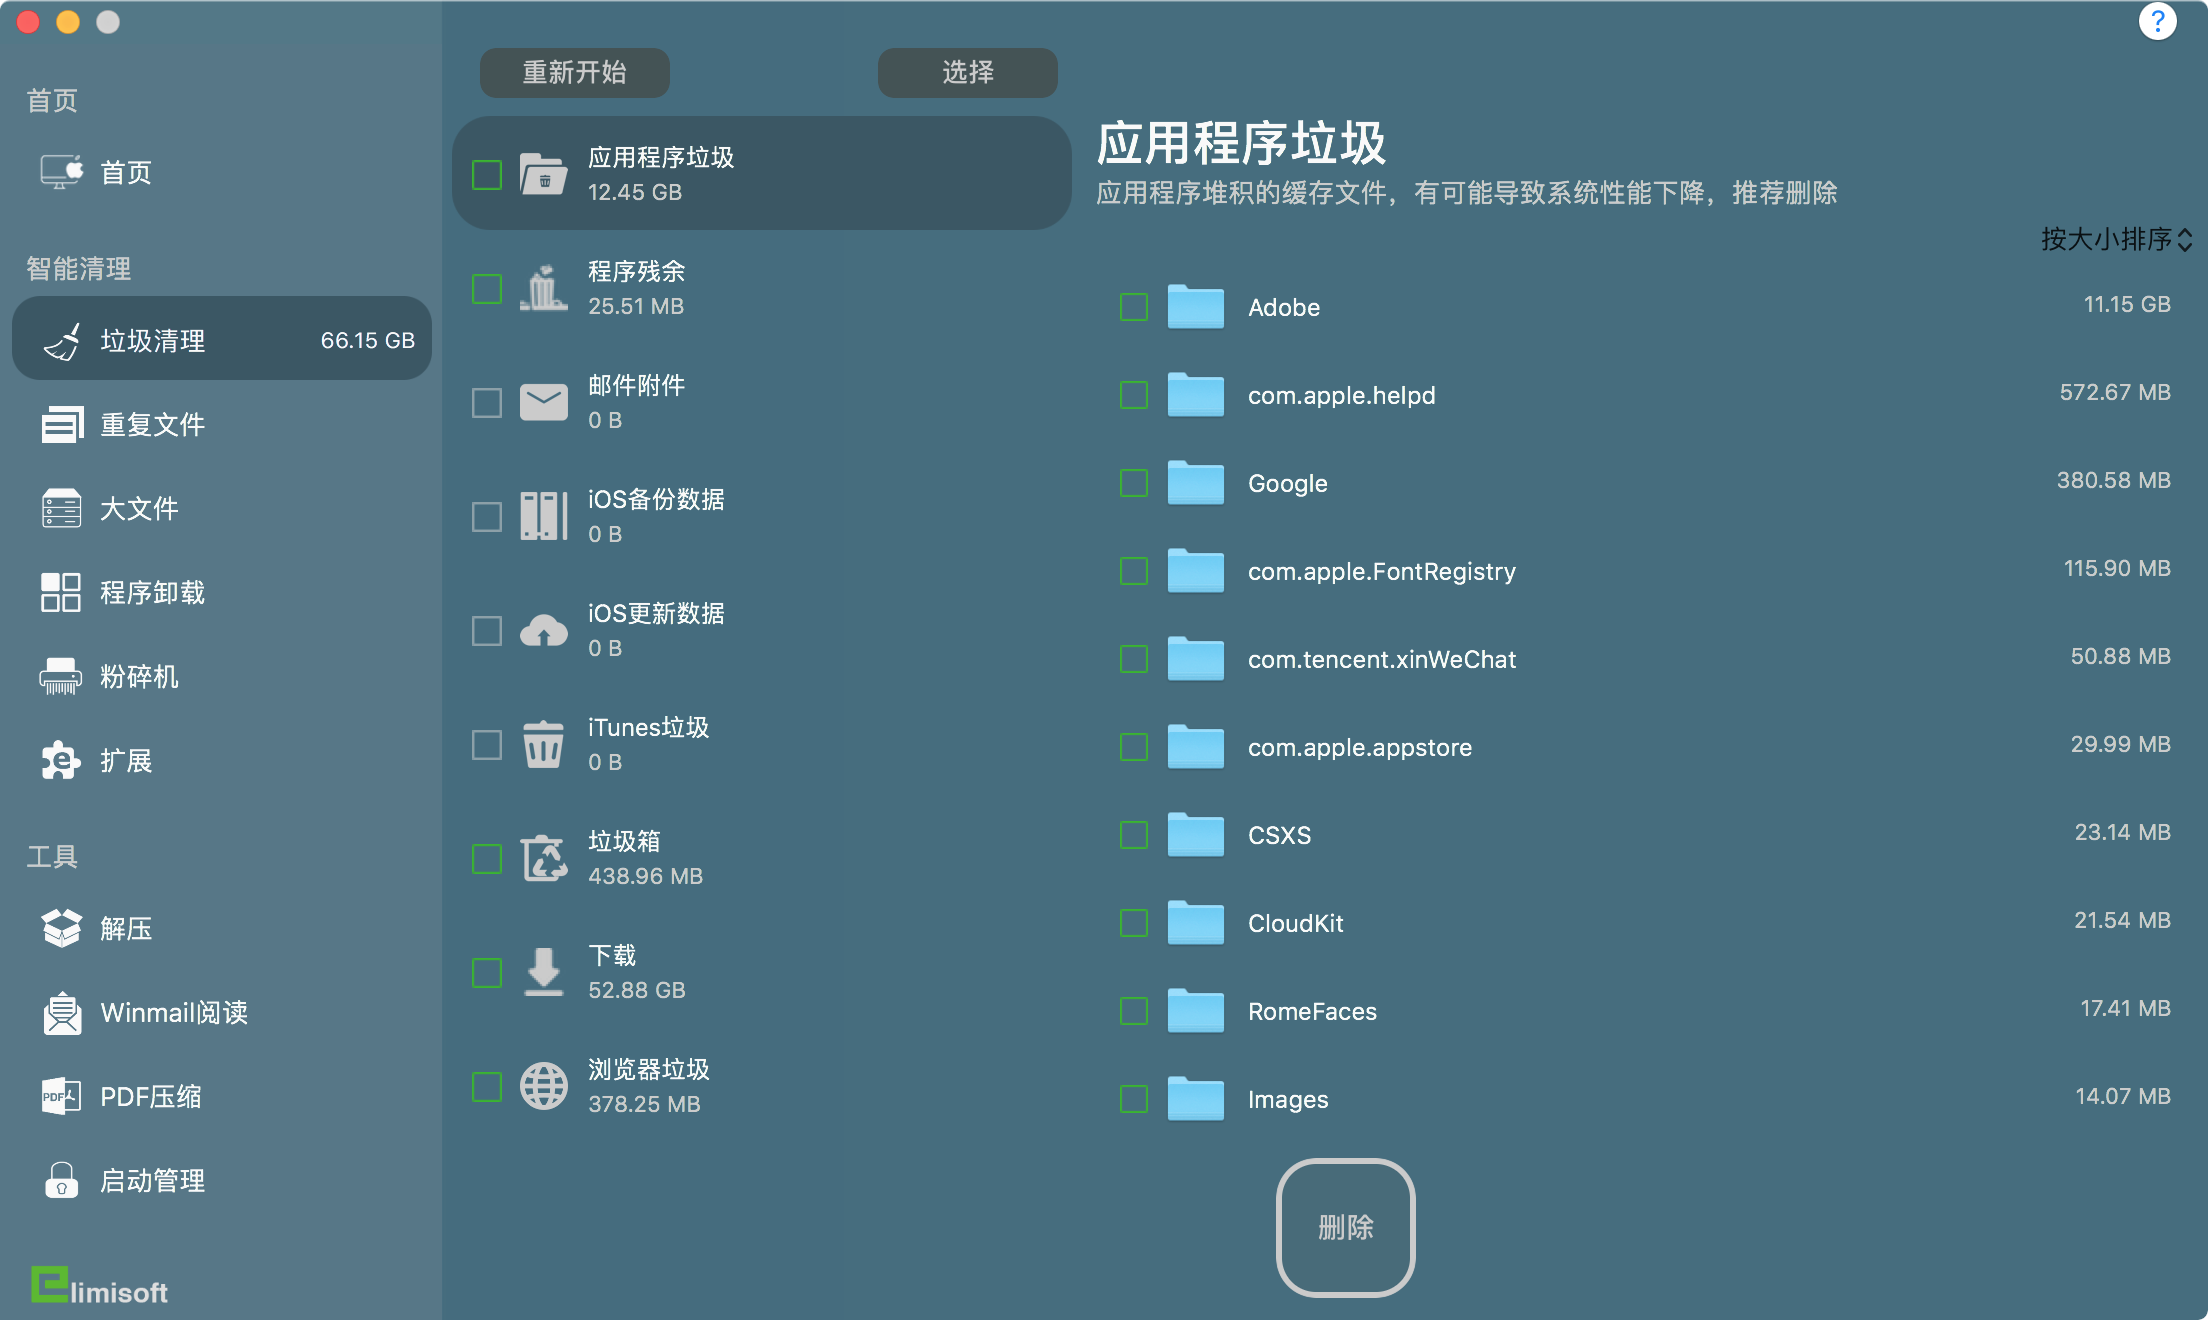 首页
首页
智能清理
垃圾清理 66.15 GB
重复文件
大文件
程序卸载
粉碎机
扩展
工具
解压
Winmail阅读
PDF压缩
启动管理
elimisoft
重新开始
选择
应用程序垃圾
12.45 GB
程序残余
25.51 MB
邮件附件
0 B
iOS备份数据
0 B
iOS更新数据
0 B
iTunes垃圾
0 B
垃圾箱
438.96 MB
下载
52.88 GB
浏览器垃圾
378.25 MB
?
应用程序垃圾
应用程序堆积的缓存文件，有可能导致系统性能下降，推荐删除
按大小排序
Adobe 11.15 GB
com.apple.helpd 572.67 MB
Google 380.58 MB
com.apple.FontRegistry 115.90 MB
com.tencent.xinWeChat 50.88 MB
com.apple.appstore 29.99 MB
CSXS 23.14 MB
CloudKit 21.54 MB
RomeFaces 17.41 MB
Images 14.07 MB
删除